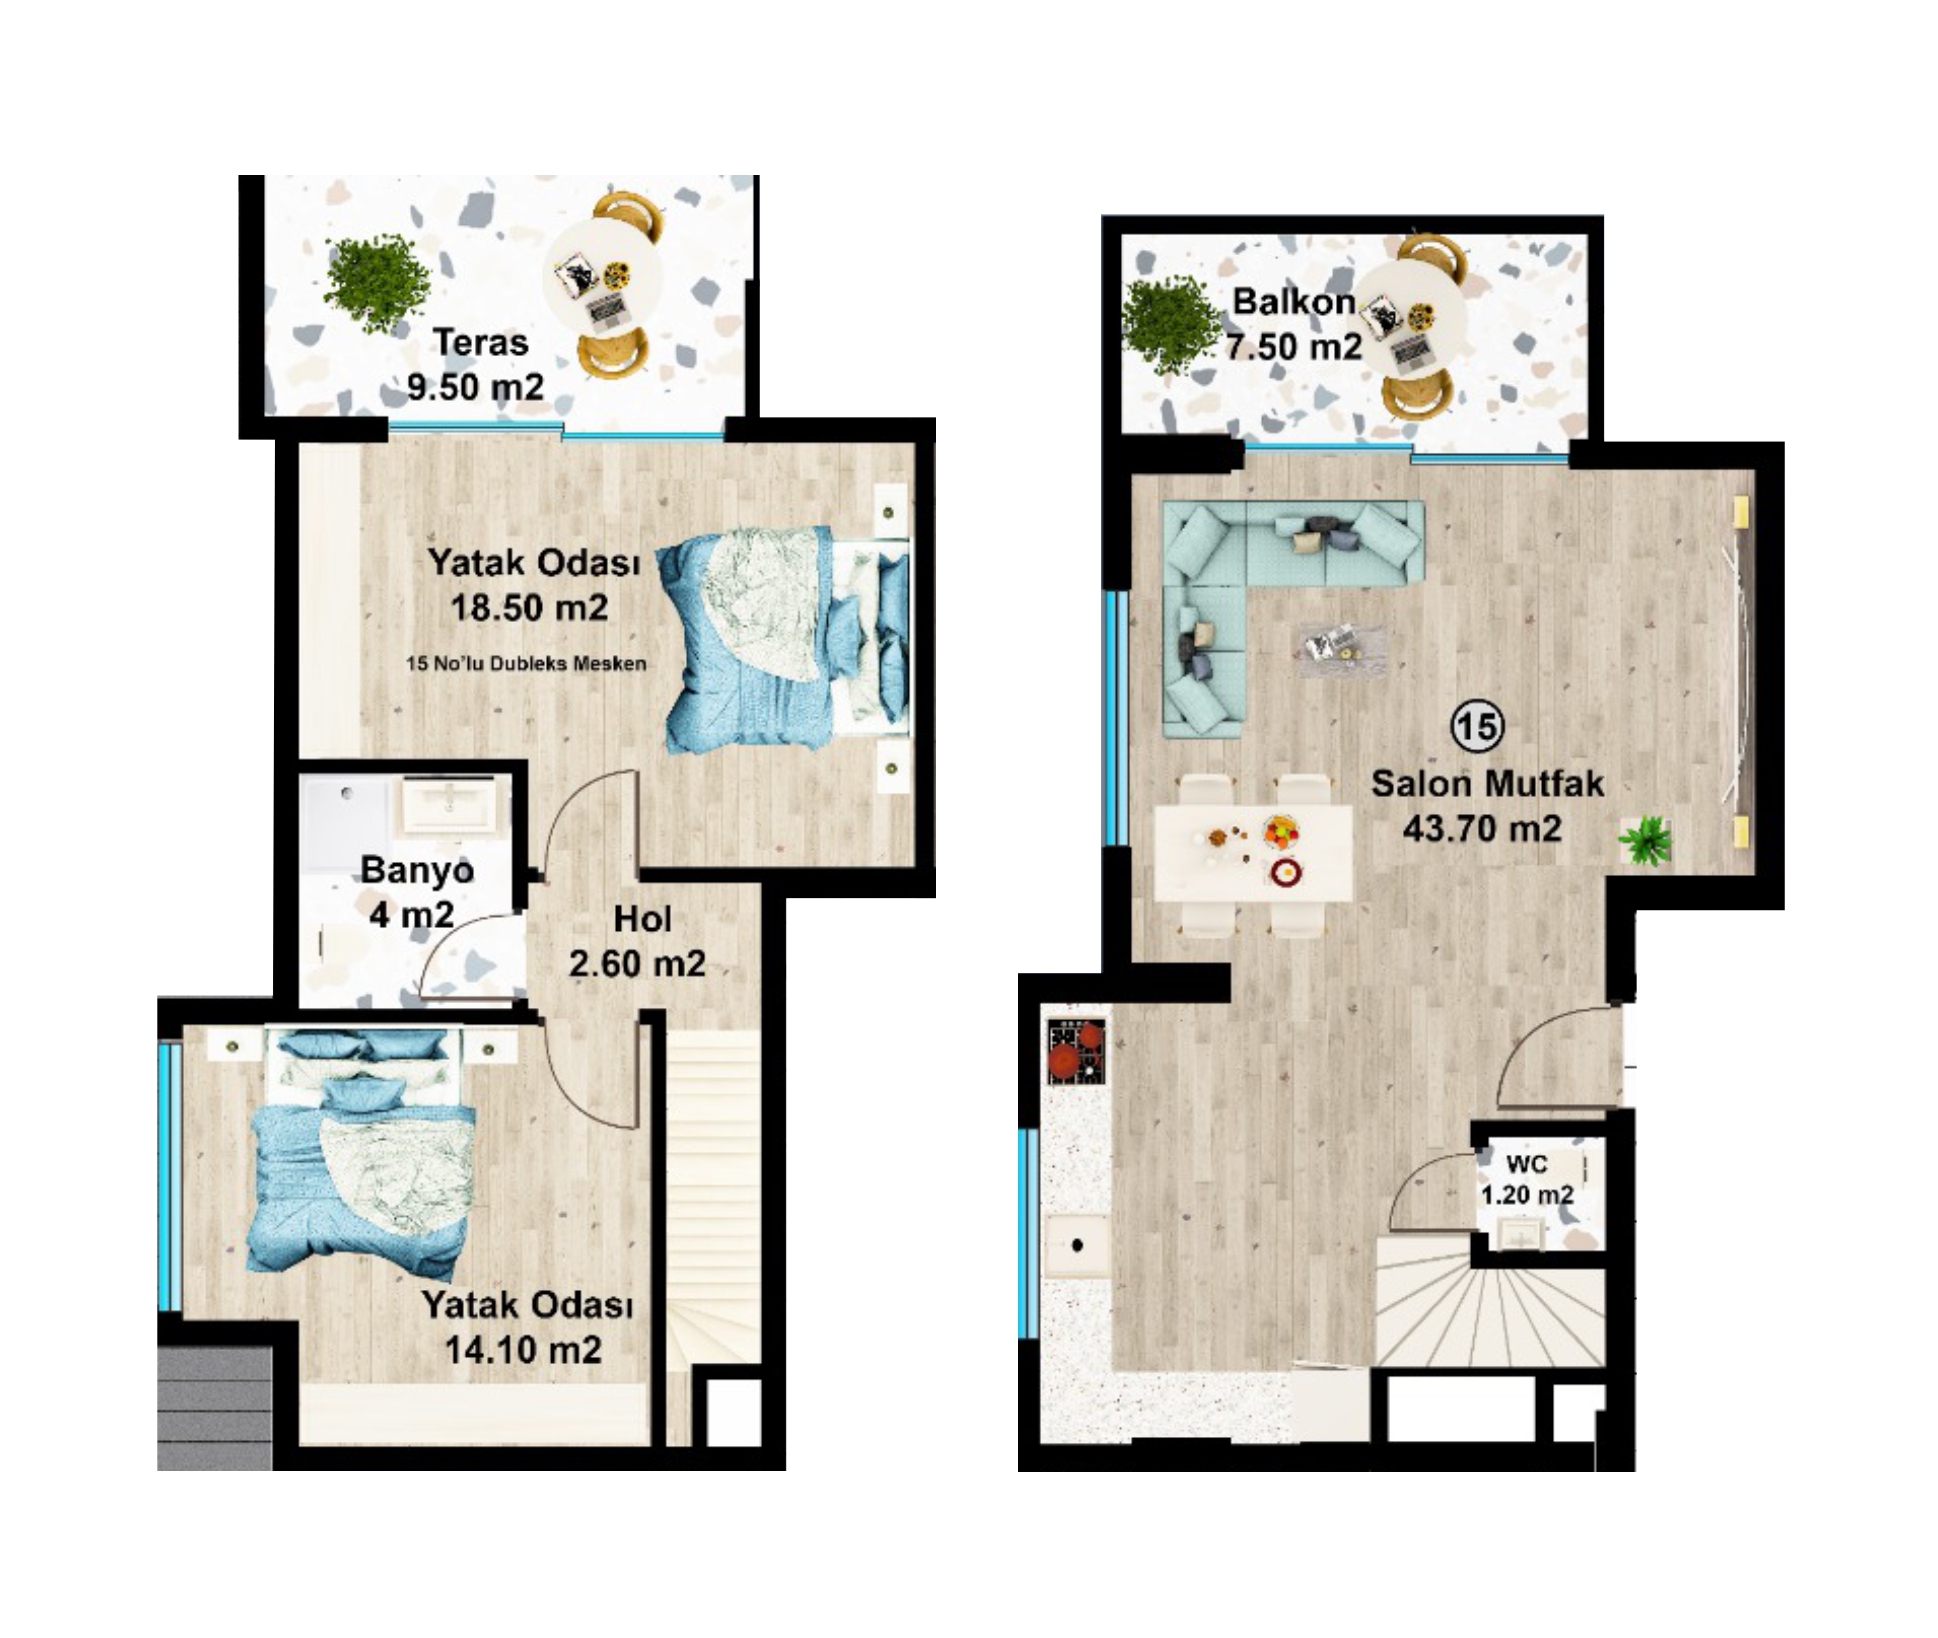 Teras
9.50 m2
Yatak Odası
18.50 m2
15 No'lu Dubleks Mesken
Banyo
4 m2
Hol
2.60 m2
Yatak Odası
14.10 m2
Balkon
7.50 m2
15
Salon Mutfak
43.70 m2
WC
1.20 m2